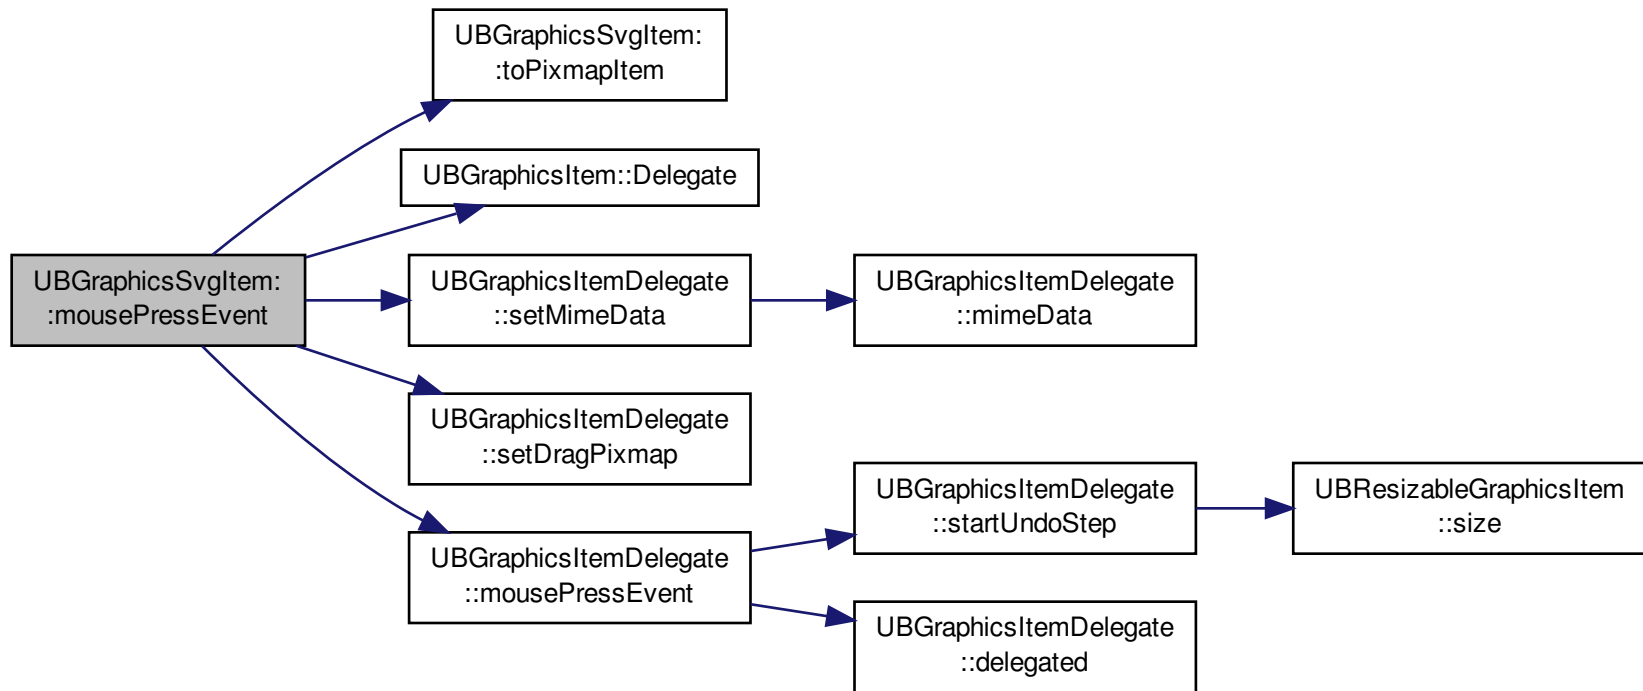 UBGraphicsSvgItem:
:toPixmapItem
UBGraphicsItem::Delegate
UBGraphicsSvgItem:
:mousePressEvent
UBGraphicsItemDelegate
::setMimeData
UBGraphicsItemDelegate
::mimeData
UBGraphicsItemDelegate
::setDragPixmap
UBGraphicsItemDelegate
::mousePressEvent
UBGraphicsItemDelegate
::startUndoStep
UBResizableGraphicsItem
::size
UBGraphicsItemDelegate
::delegated